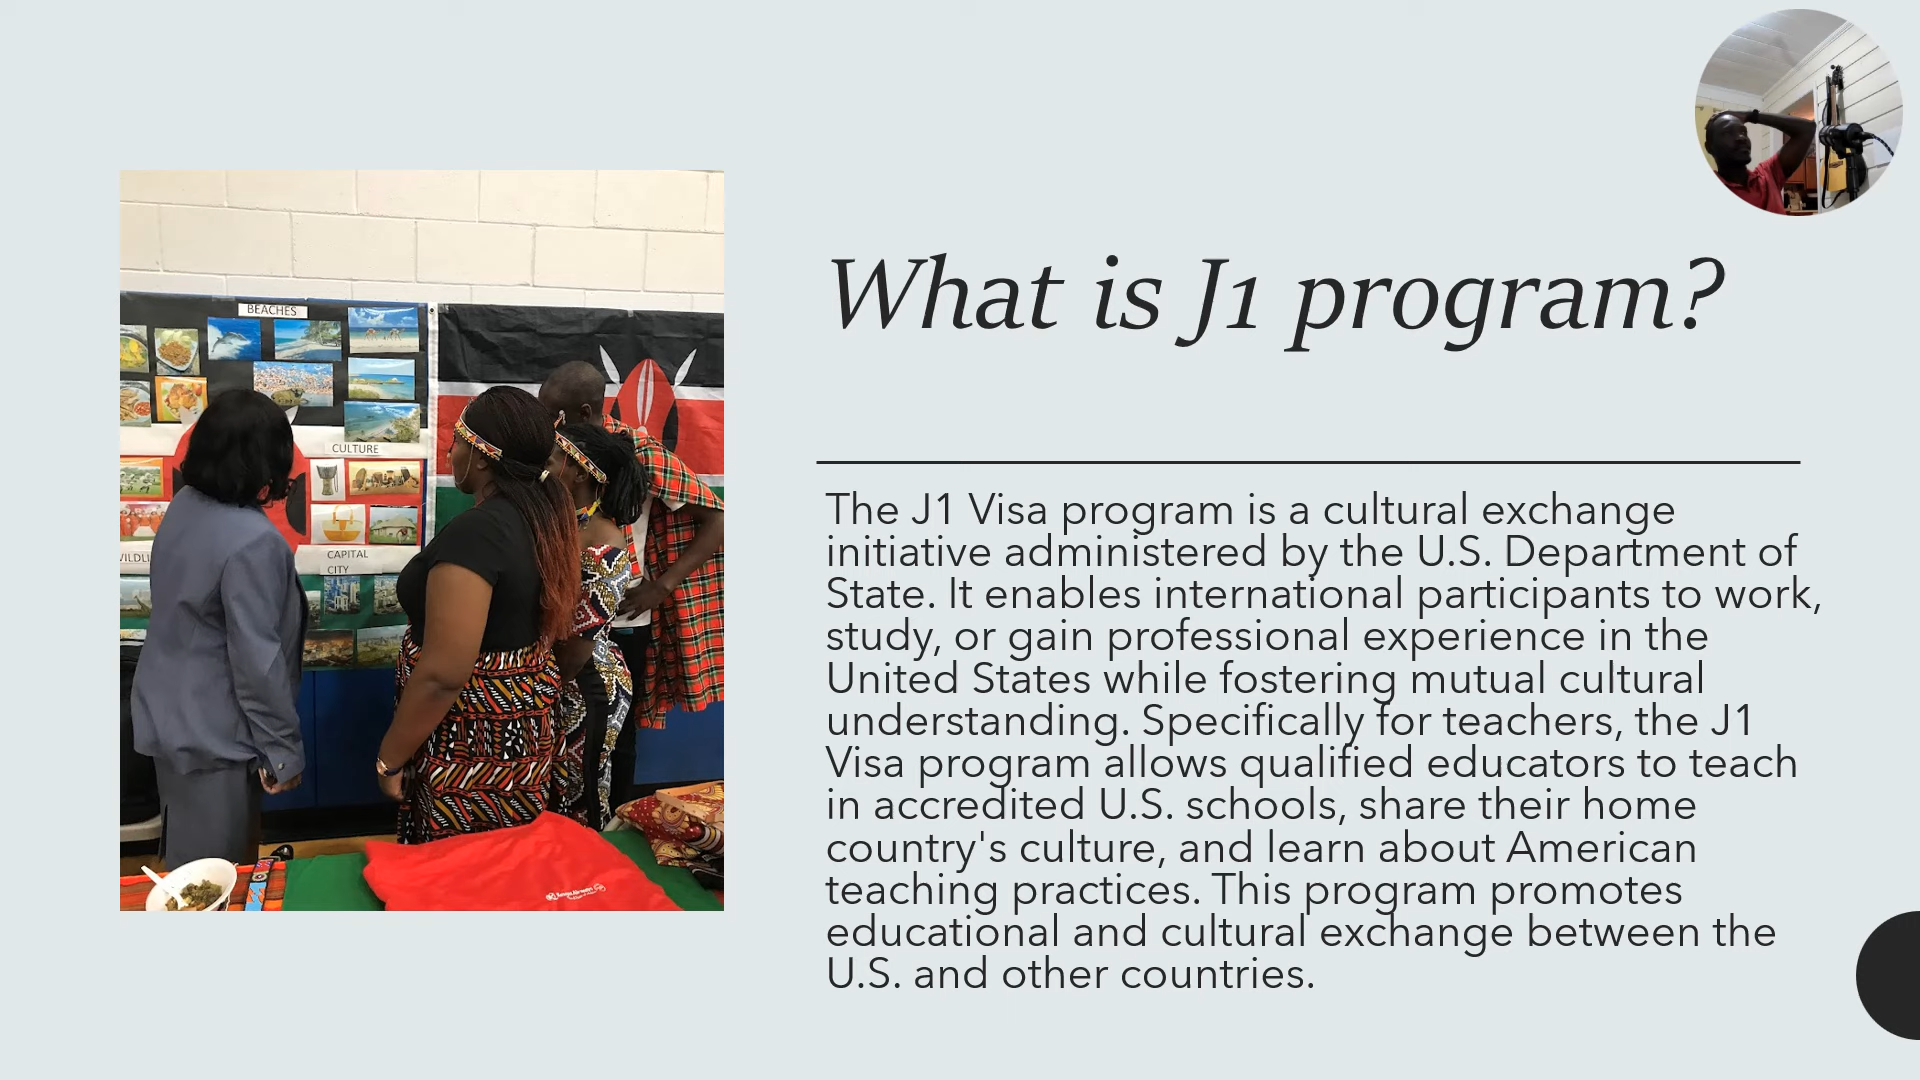 What is J1 program?
The J1 Visa program is a cultural exchange
initiative administered by the U.S. Department of
State. It enables international participants to work,
study, or gain professional experience in the
United States while fostering mutual cultural
understanding. Specifically for teachers, the J1
Visa program allows qualified educators to teach
in accredited U.S. schools, share their home
country's culture, and learn about American
teaching practices. This program promotes
educational and cultural exchange between the
U.S. and other countries.
BEACHES
CULTURE
CAPITAL
CITY